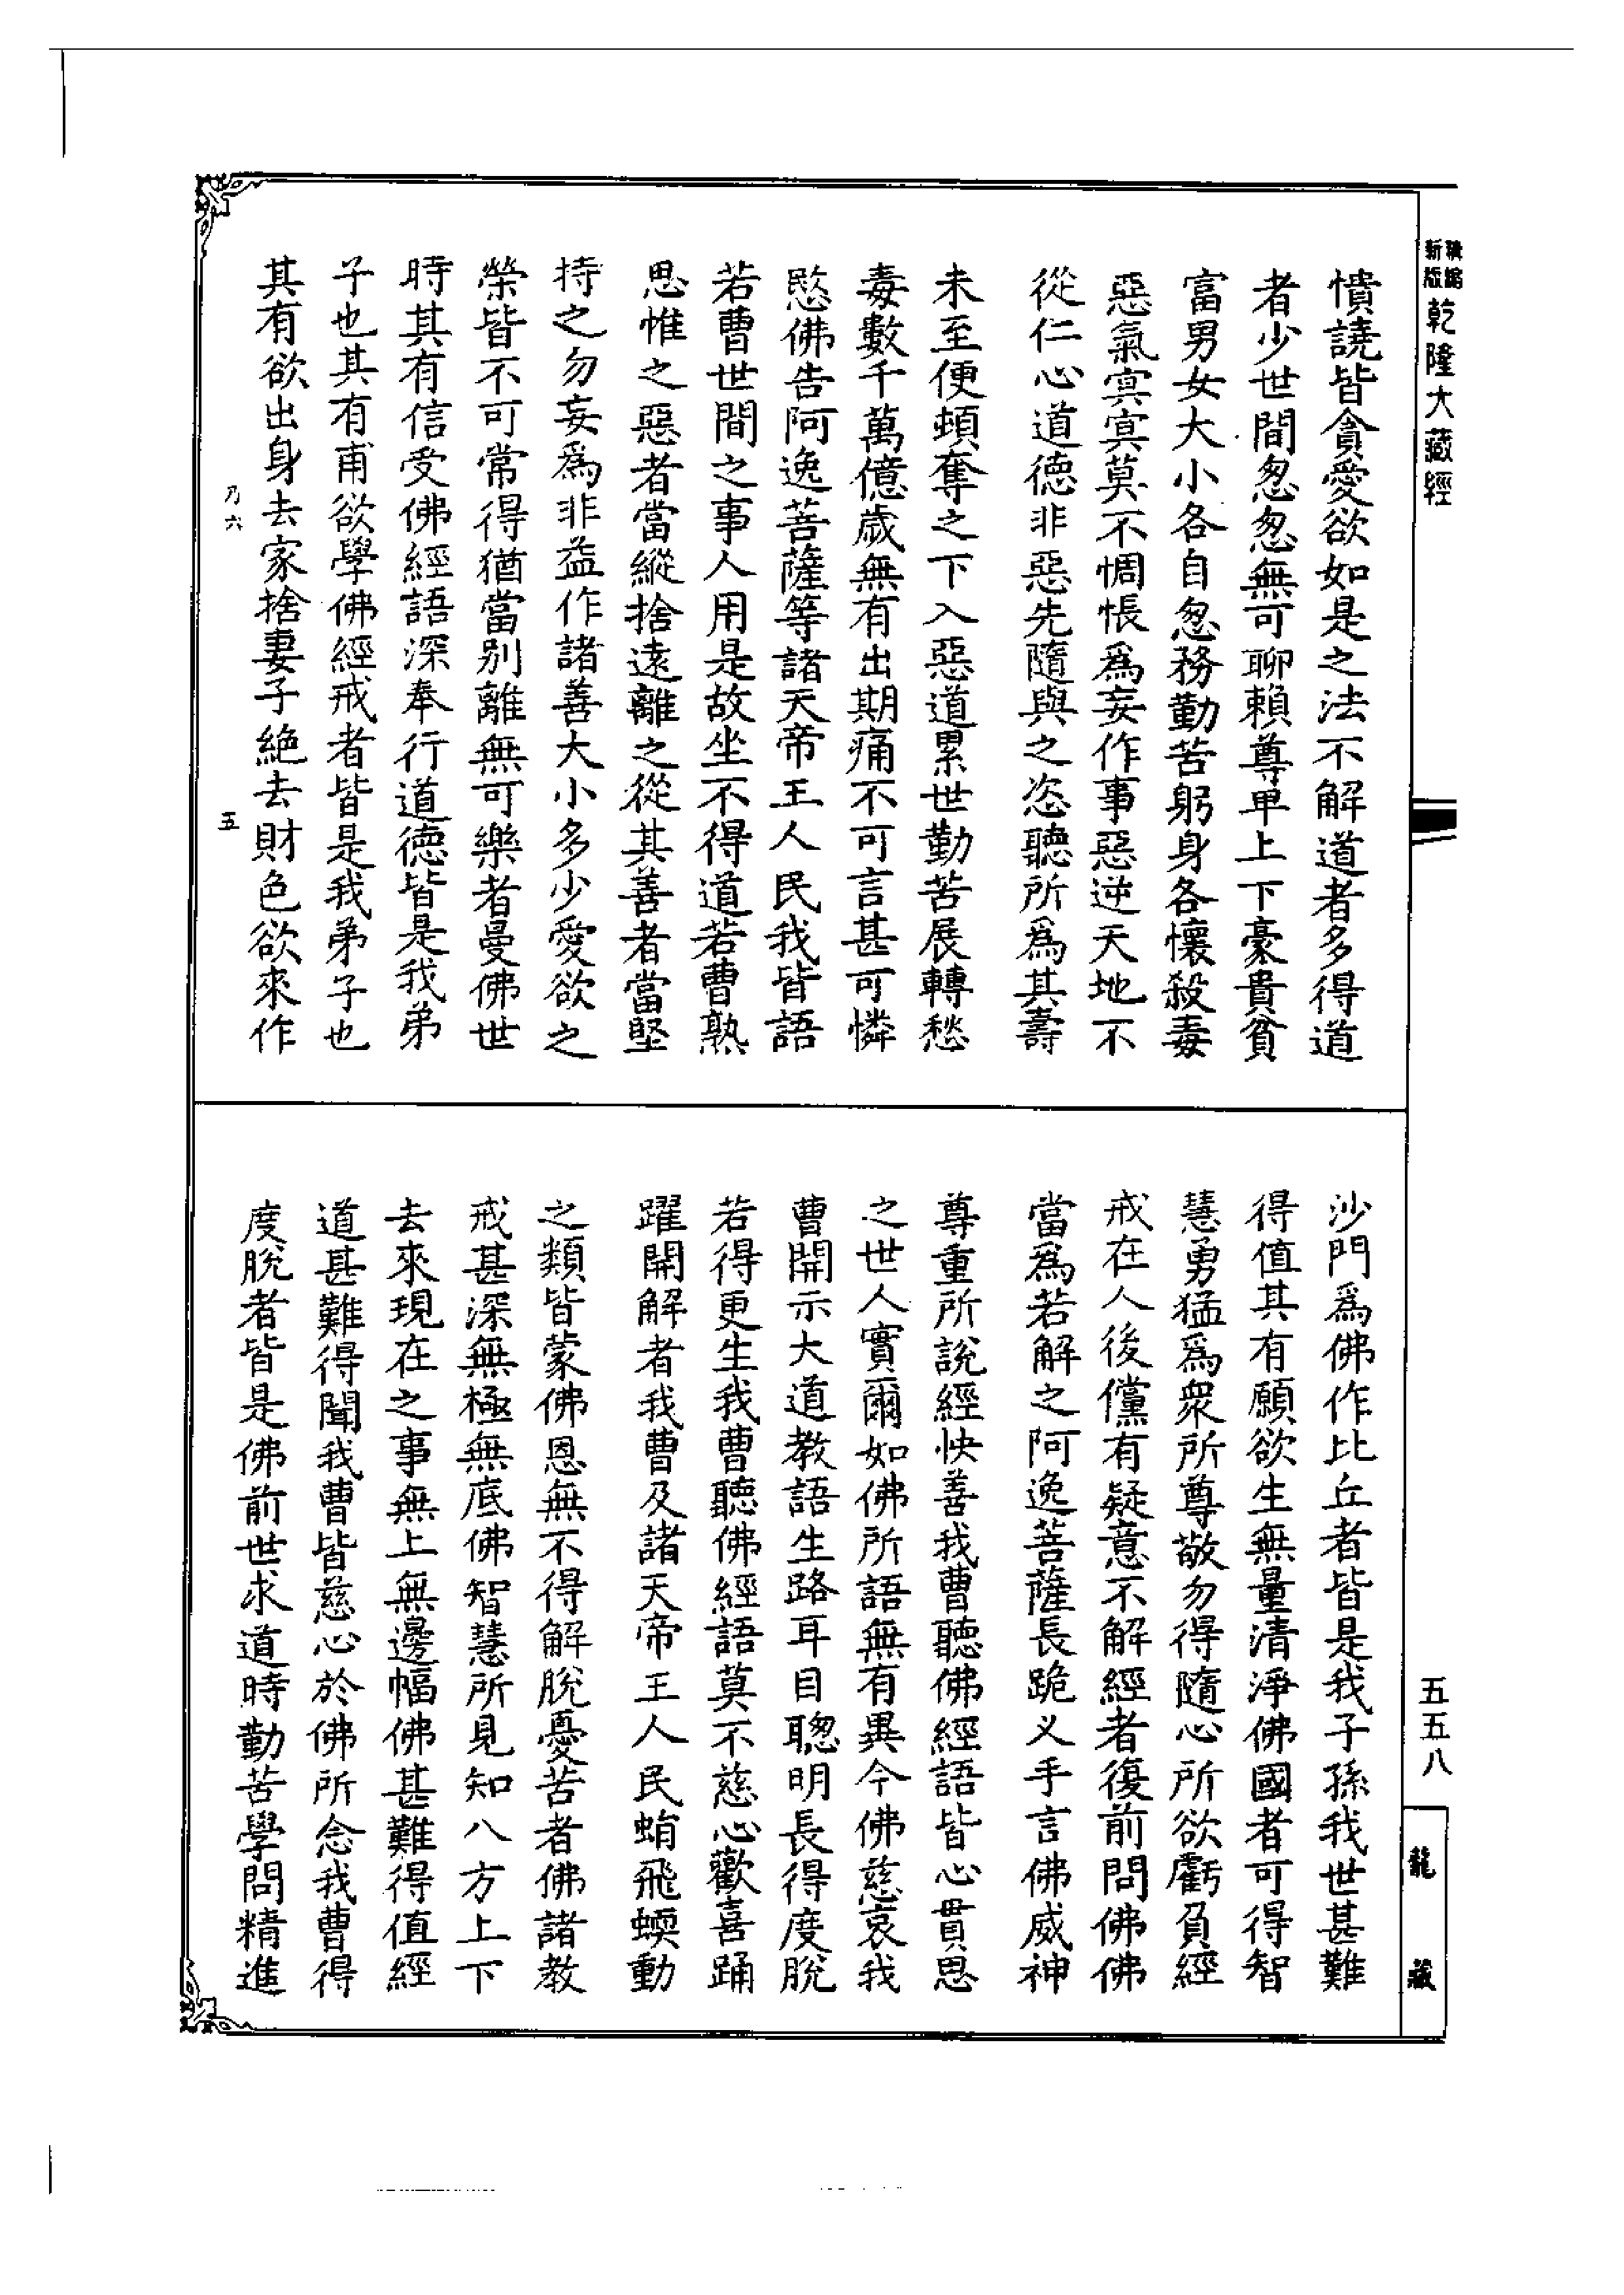 新版精縮
乾隆大藏經
憒譊皆貪愛欲如是之法不解道者多得道
者少世間怱怱無可聊賴尊卑上下豪貴貧
富男女大小各自怱務勤苦躬身各懷殺毒
惡氣㝠㝠莫不惆悵爲妄作事惡逆天地不
從仁心道德非惡先隨與之恣聽所爲其壽
未至便頓奪之下入惡道累世勤苦展轉愁
毒數千萬億歲無有出期痛不可言甚可憐
愍佛告阿逸菩薩等諸天帝王人民我皆語
若曹世間之事人用是故坐不得道若曹熟
思惟之惡者當縱捨遠離之從其善者當堅
持之勿妄爲非益作諸善大小多少愛欲之
榮皆不可常得猶當别離無可樂者曼佛世
時其有信受佛經語深奉行道德皆是我弟
子也其有甫欲學佛經戒者皆是我弟子也
其有欲出身去家捨妻子絶去財色欲來作
乃六
五
沙門爲佛作比丘者皆是我子孫我世甚難
得值其有願欲生無量清淨佛國者可得智
慧勇猛爲衆所尊敬勿得隨心所欲虧負經
戒在人後儻有疑意不解經者復前問佛佛
當爲若解之阿逸菩薩長跪叉手言佛威神
尊重所說經快善我曹聽佛經語皆心貫思
之世人實爾如佛所語無有異今佛慈哀我
曹開示大道教語生路耳目聰明長得度脫
若得更生我曹聽佛經語莫不慈心歡喜踊
躍開解者我曹及諸天帝王人民蜎飛蝡動
之類皆蒙佛恩無不得解脫憂苦者佛諸教
戒甚深無極無底佛智慧所見知八方上下
去來現在之事無上無邊幅佛甚難得值經
道甚難得聞我曹皆慈心於佛所念我曹得
度脫者皆是佛前世求道時勤苦學問精進
五五八
龍藏